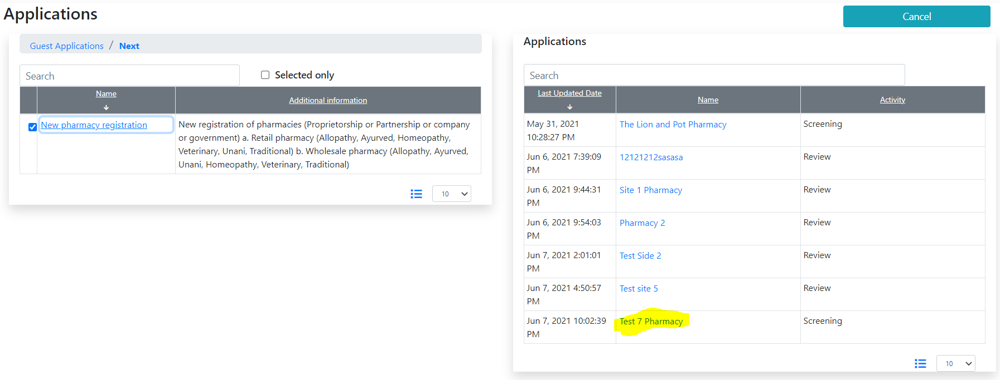 Applications
Cancel
Guest Applications / Next
Search
Selected only
Name
Additional information
New pharmacy registration
New registration of pharmacies (Proprietorship or Partnership or company
or government) a. Retail pharmacy (Allopathy, Ayurved, Homeopathy,
Veterinary, Unani, Traditional) b. Wholesale pharmacy (Allopathy, Ayurved,
Unani, Homeopathy, Veterinary, Traditional)
10
Applications
Search
Last Updated Date
Name
Activity
May 31, 2021
10:28:27 PM
The Lion and Pot Pharmacy
Screening
Jun 6, 2021 7:39:09
PM
12121212sasasa
Review
Jun 6, 2021 9:44:31
PM
Site 1 Pharmacy
Review
Jun 6, 2021 9:54:03
PM
Pharmacy 2
Review
Jun 7, 2021 2:01:01
PM
Test Side 2
Review
Jun 7, 2021 4:50:57
PM
Test site 5
Review
Jun 7, 2021 10:02:39
PM
Test 7 Pharmacy
Screening
10